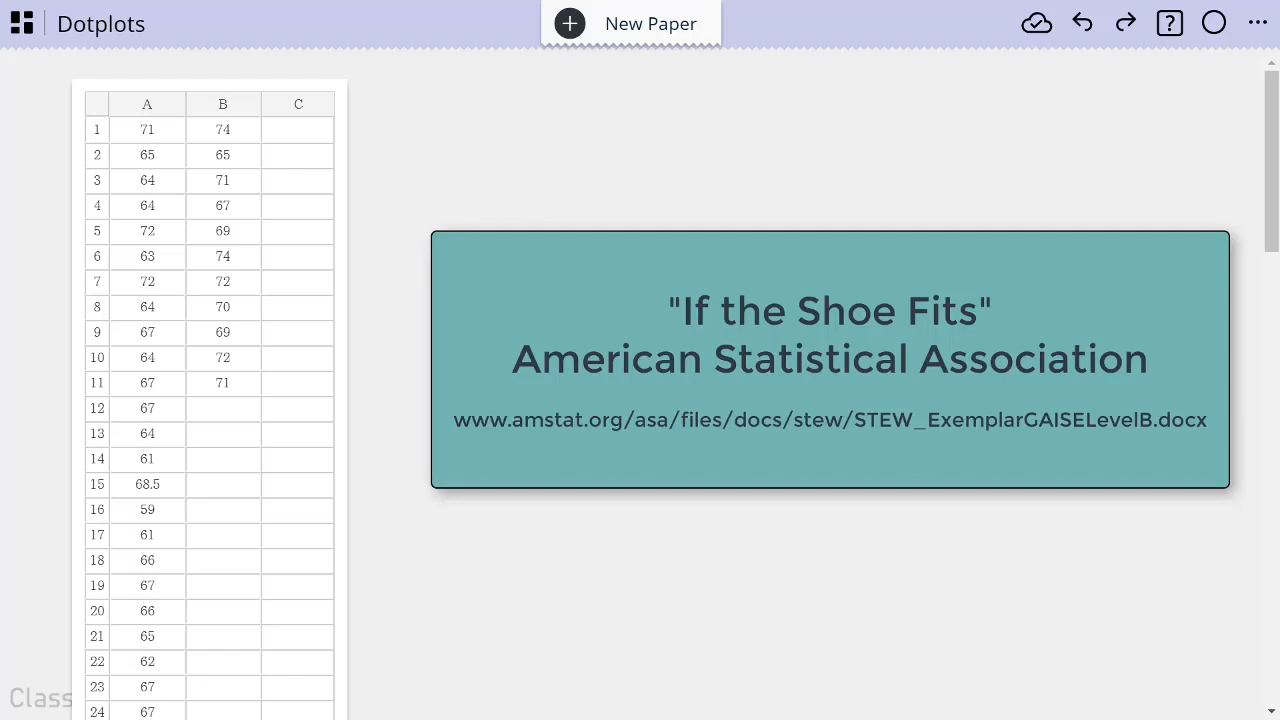 Dotplots
New Paper
A B C
1 71 74
2 65 65
3 64 71
4 64 67
5 72 69
6 63 74
7 72 72
8 64 70
9 67 69
10 64 72
11 67 71
12 67
13 64
14 61
15 68.5
16 59
17 61
18 66
19 67
20 66
21 65
22 62
23 67
24 67
"If the Shoe Fits"
American Statistical Association
www.amstat.org/asa/files/docs/stew/STEW_ExemplarGAISELevelB.docx
Class